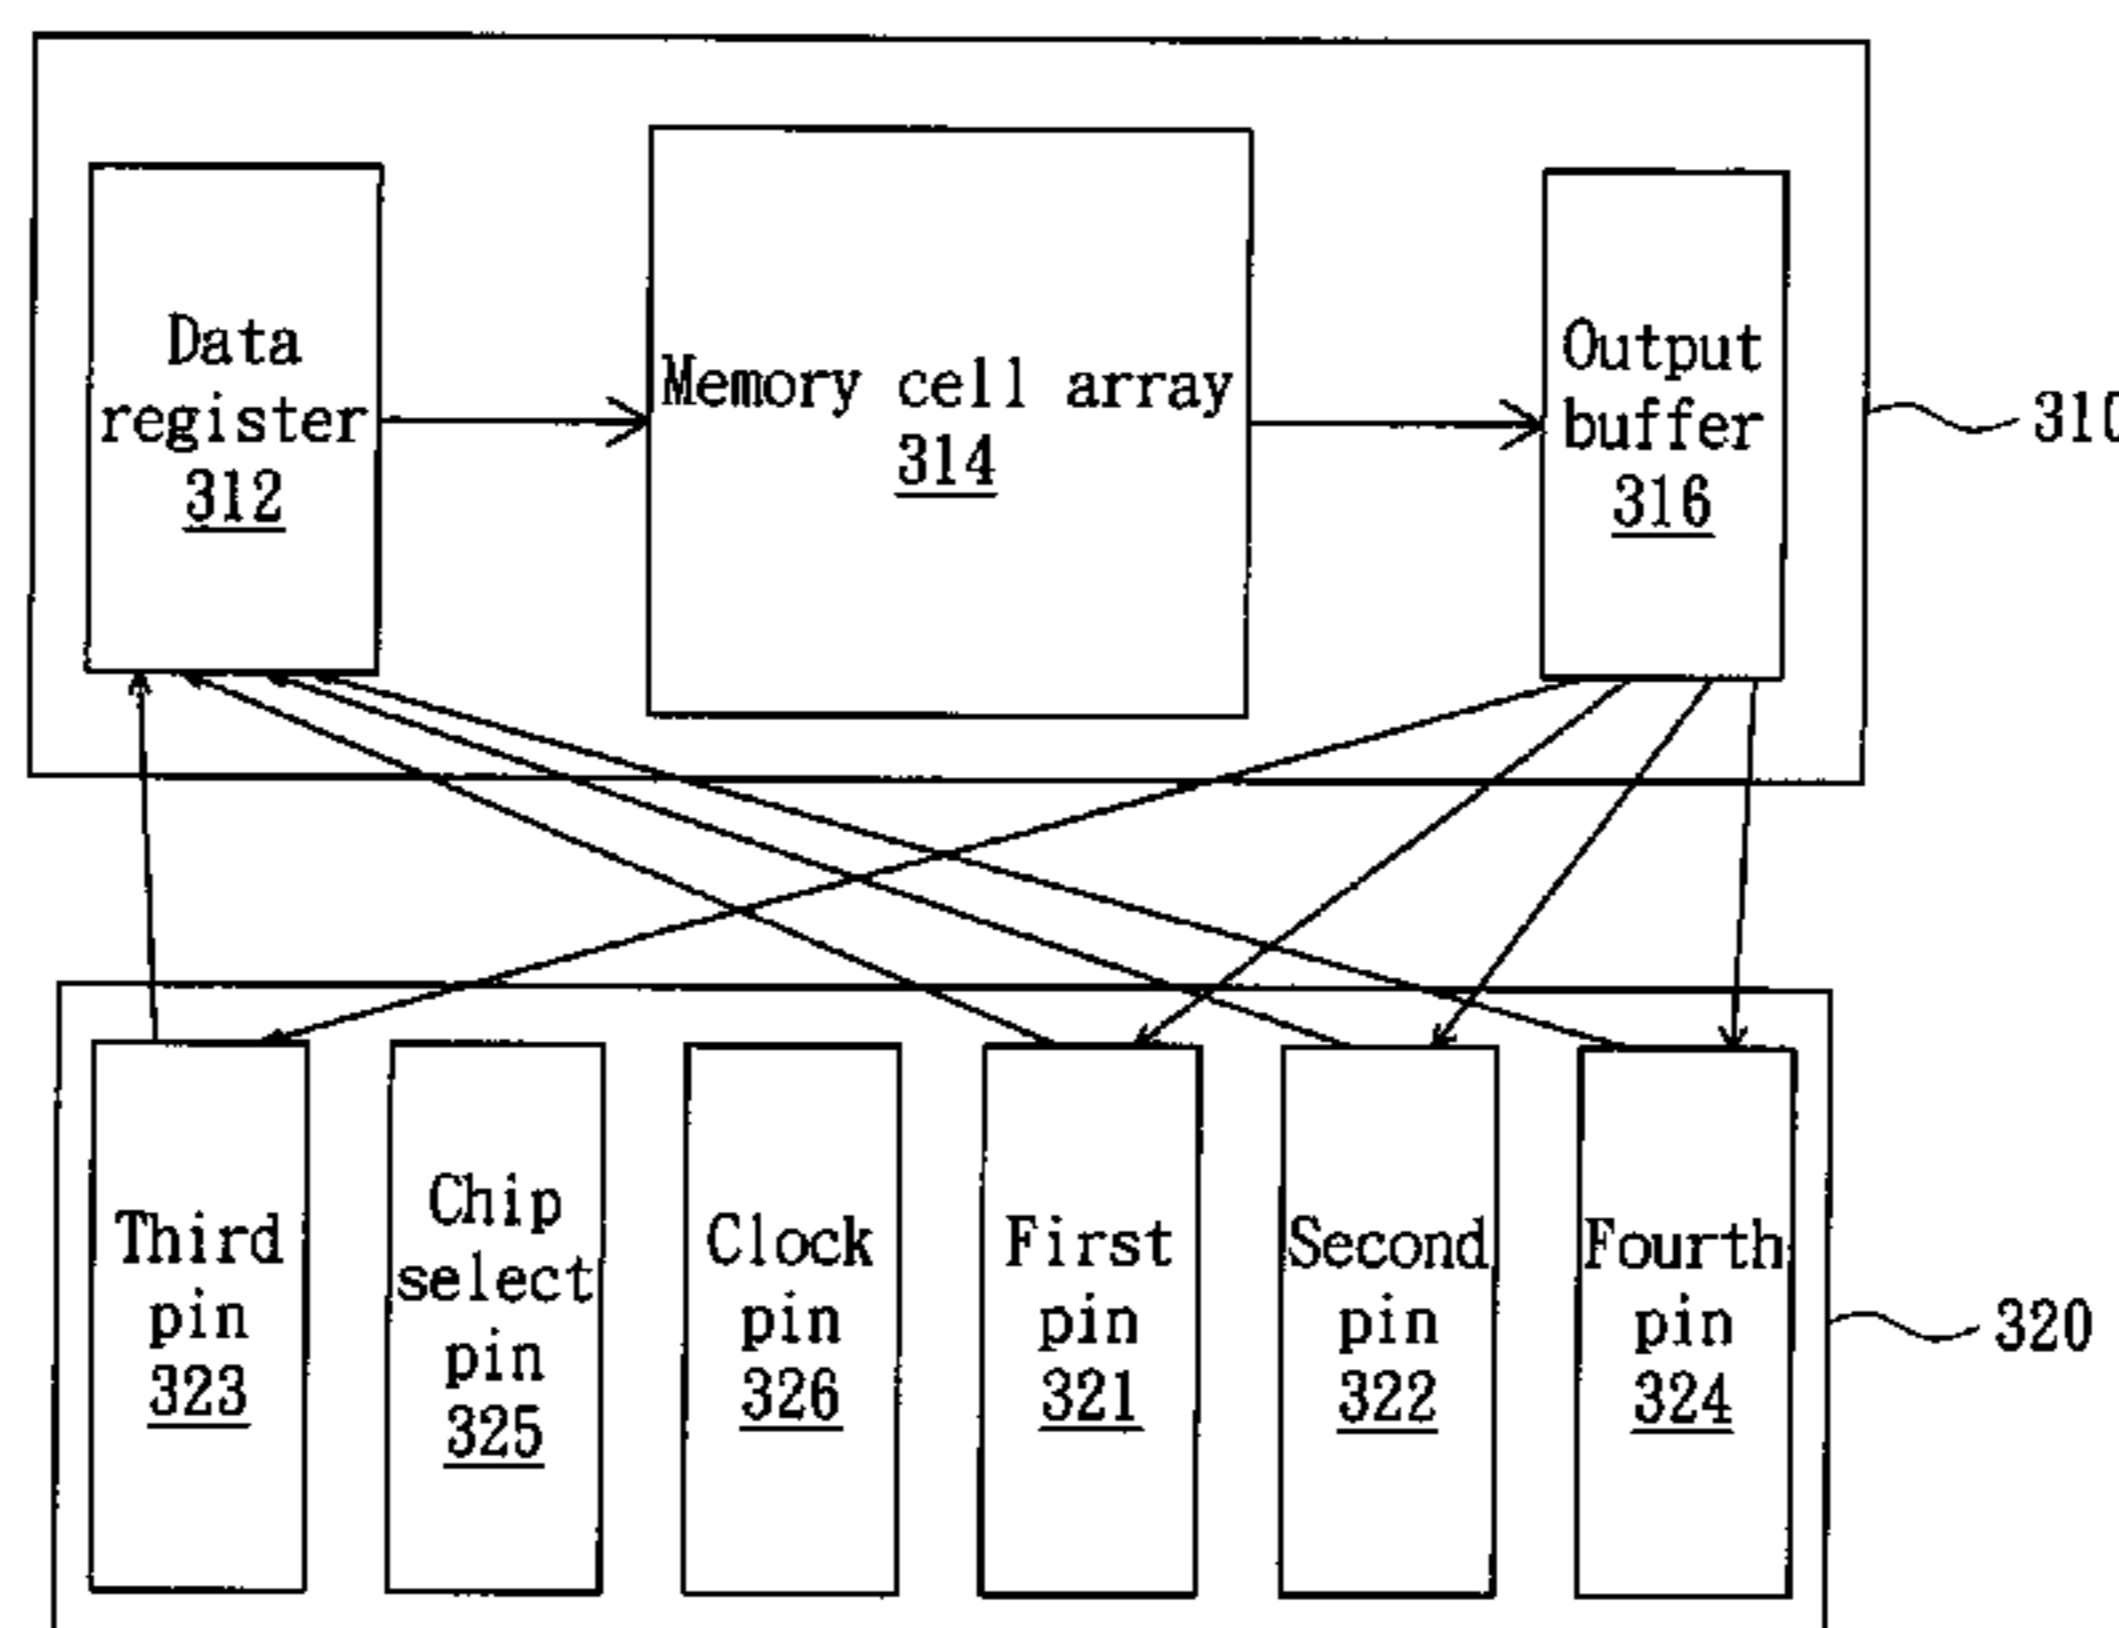 Data
register
312
Memory cell array
314
Output
buffer
316
310
Third
pin
323
Chip
select
pin
325
Clock
pin
326
First
pin
321
Second
pin
322
Fourth
pin
324
320